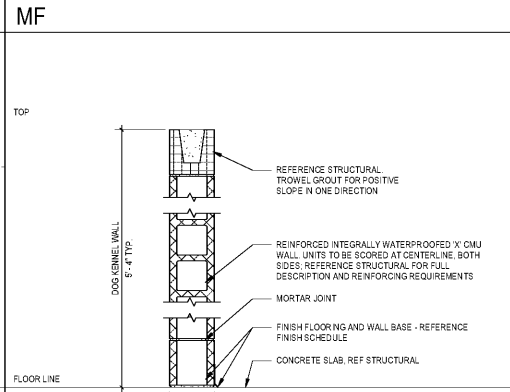 MF
TOP
REFERENCE STRUCTURAL.
TROWEL GROUT FOR POSITIVE
SLOPE IN ONE DIRECTION
DOG KENNEL WALL
5'- 4" TYP.
REINFORCED INTEGRALLY WATERPROOFED 'X' CMU
WALL. UNITS TO BE SCORED AT CENTERLINE, BOTH
SIDES; REFERENCE STRUCTURAL FOR FULL
DESCRIPTION AND REINFORCING REQUIREMENTS
MORTAR JOINT
FINISH FLOORING AND WALL BASE - REFERENCE
FINISH SCHEDULE
CONCRETE SLAB, REF STRUCTURAL
FLOOR LINE